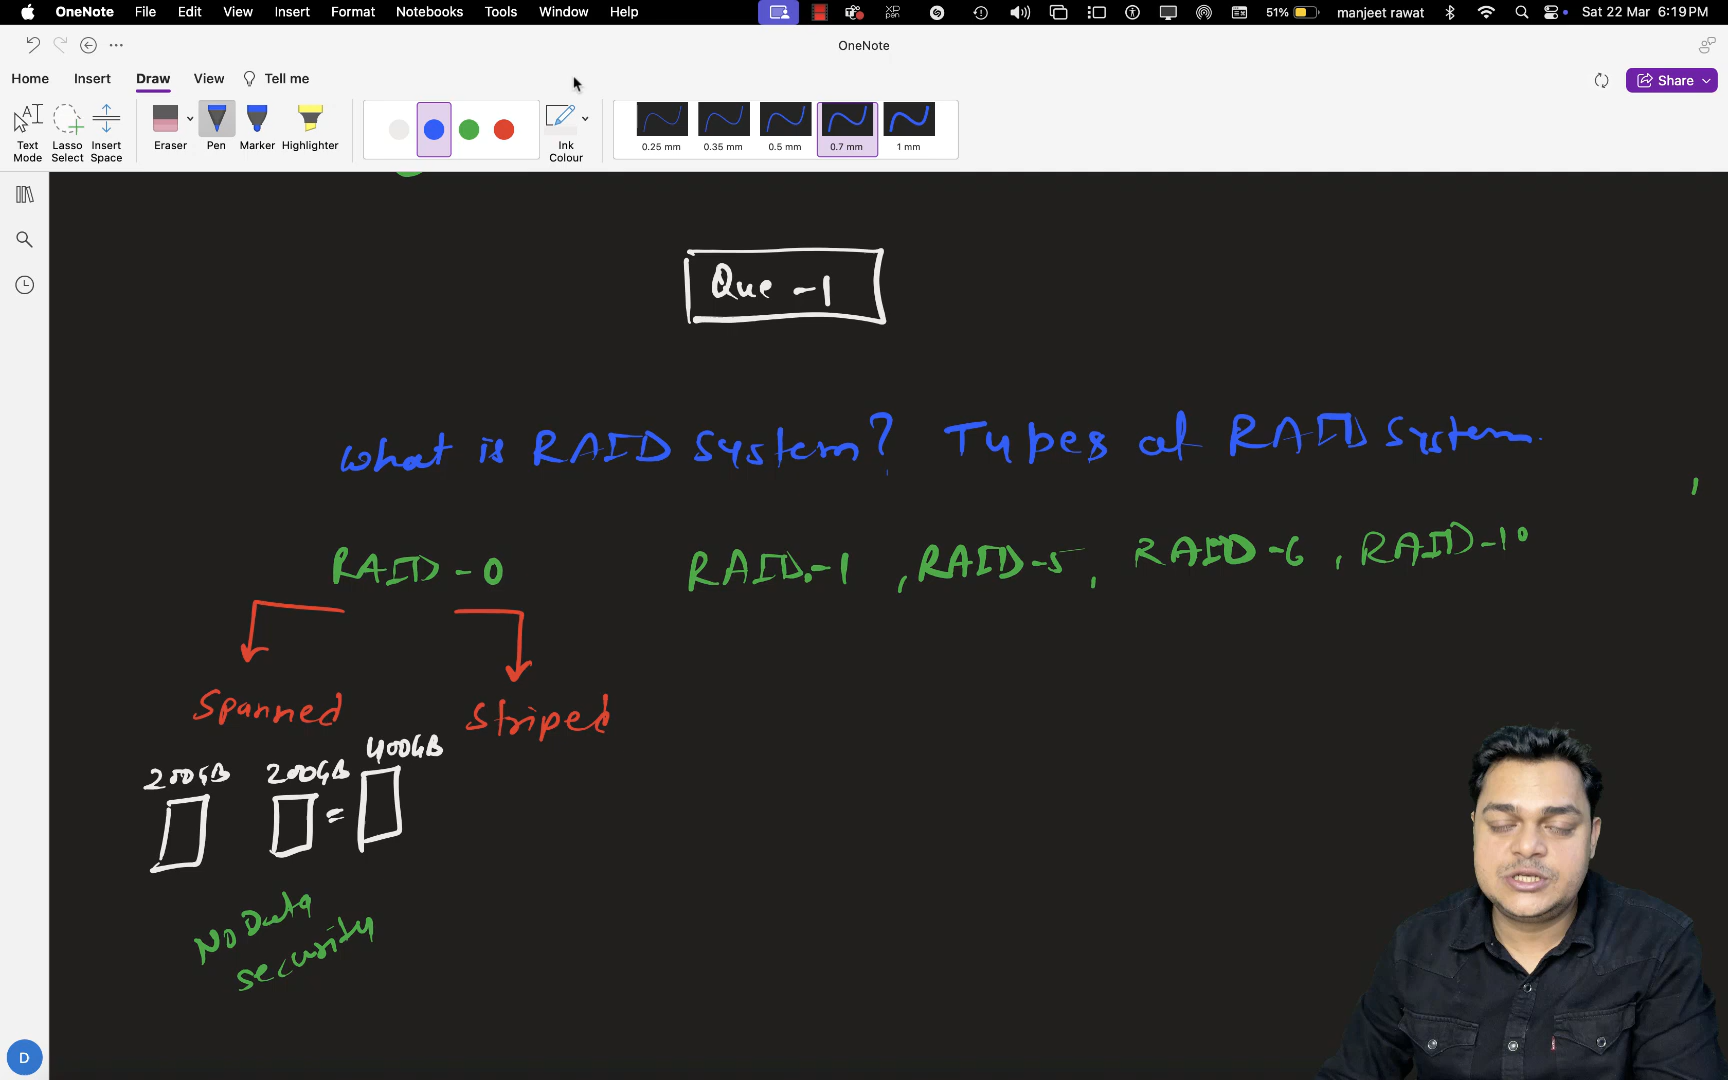 OneNote File Edit View Insert Format Notebooks Tools Window Help 51% manjeet rawat Sat 22 Mar 6:19 PM
OneNote
Home Insert Draw View Tell me Share
Text Mode Lasso Select Insert Space Eraser Pen Marker Highlighter Ink Colour 0.25 mm 0.35 mm 0.5 mm 0.7 mm 1 mm
Que -1
What is RAID System? Types of RAID System
RAID - 0 RAID -1 , RAID -5 , RAID -6 , RAID -10
Spanned Striped
200GB 200GB = 400GB
No Data
security
D